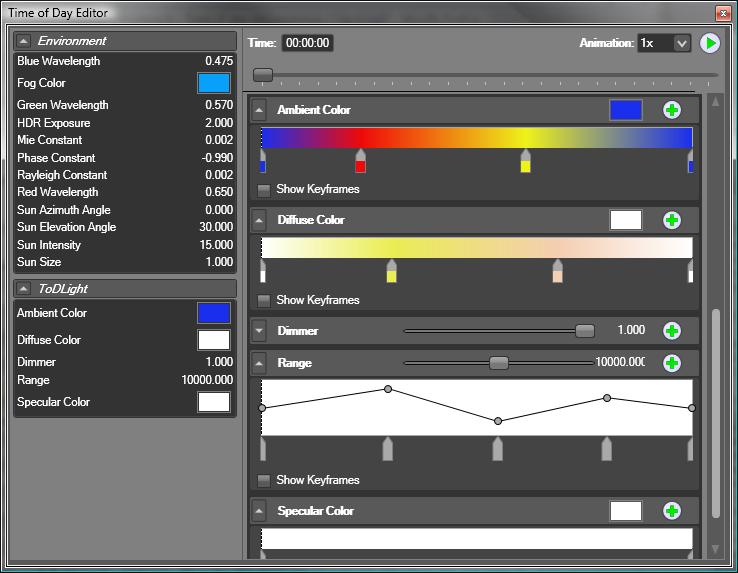 Time of Day Editor
Environment
Blue Wavelength 0.475
Fog Color
Green Wavelength 0.570
HDR Exposure 2.000
Mie Constant 0.002
Phase Constant -0.990
Rayleigh Constant 0.002
Red Wavelength 0.650
Sun Azimuth Angle 0.000
Sun Elevation Angle 30.000
Sun Intensity 15.000
Sun Size 1.000
ToDLight
Ambient Color
Diffuse Color
Dimmer 1.000
Range 10000.000
Specular Color
Time: 00:00:00 Animation: 1x
Ambient Color
Show Keyframes
Diffuse Color
Show Keyframes
Dimmer 1.000
Range 10000.00
Show Keyframes
Specular Color